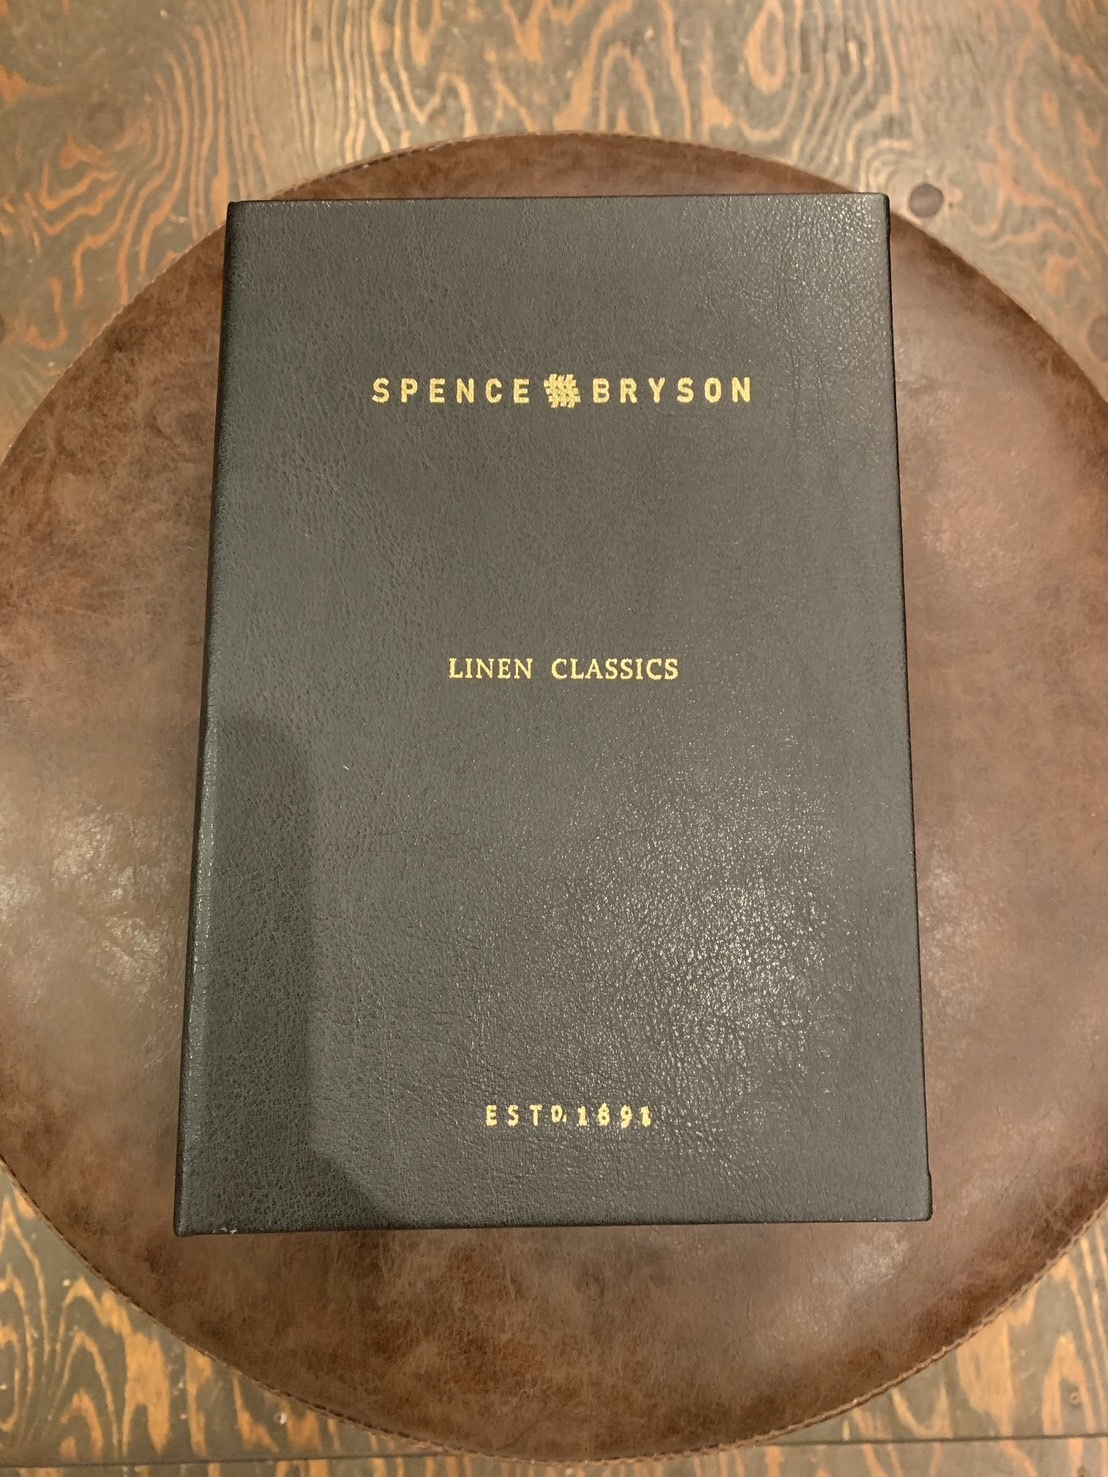 SPENCE BRYSON
LINEN CLASSICS
ESTD. 1891